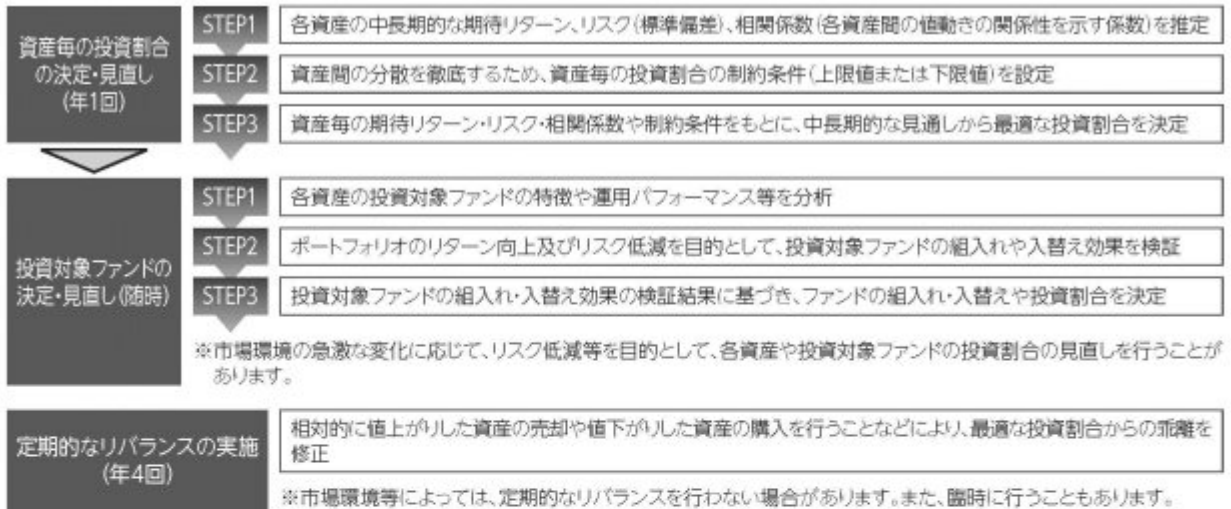 資産毎の投資割合
の決定・見直し
(年1回)
STEP1
各資産の中長期的な期待リターン、リスク(標準偏差)、相関係数(各資産間の値動きの関係性を示す係数)を推定
STEP2
資産間の分散を徹底するため、資産毎の投資割合の制約条件(上限値または下限値)を設定
STEP3
資産毎の期待リターン・リスク・相関係数や制約条件をもとに、中長期的な見通しから最適な投資割合を決定
投資対象ファンドの
決定・見直し(随時)
STEP1
各資産の投資対象ファンドの特徴や運用パフォーマンス等を分析
STEP2
ポートフォリオのリターン向上及びリスク低減を目的として、投資対象ファンドの組入れや入替え効果を検証
STEP3
投資対象ファンドの組入れ・入替え効果の検証結果に基づき、ファンドの組入れ・入替えや投資割合を決定
※市場環境の急激な変化に応じて、リスク低減等を目的として、各資産や投資対象ファンドの投資割合の見直しを行うことが
あります。
定期的なリバランスの実施
(年4回)
相対的に値上がりした資産の売却や値下がりした資産の購入を行うことなどにより、最適な投資割合からの乖離を
修正
※市場環境等によっては、定期的なリバランスを行わない場合があります。また、臨時に行うこともあります。